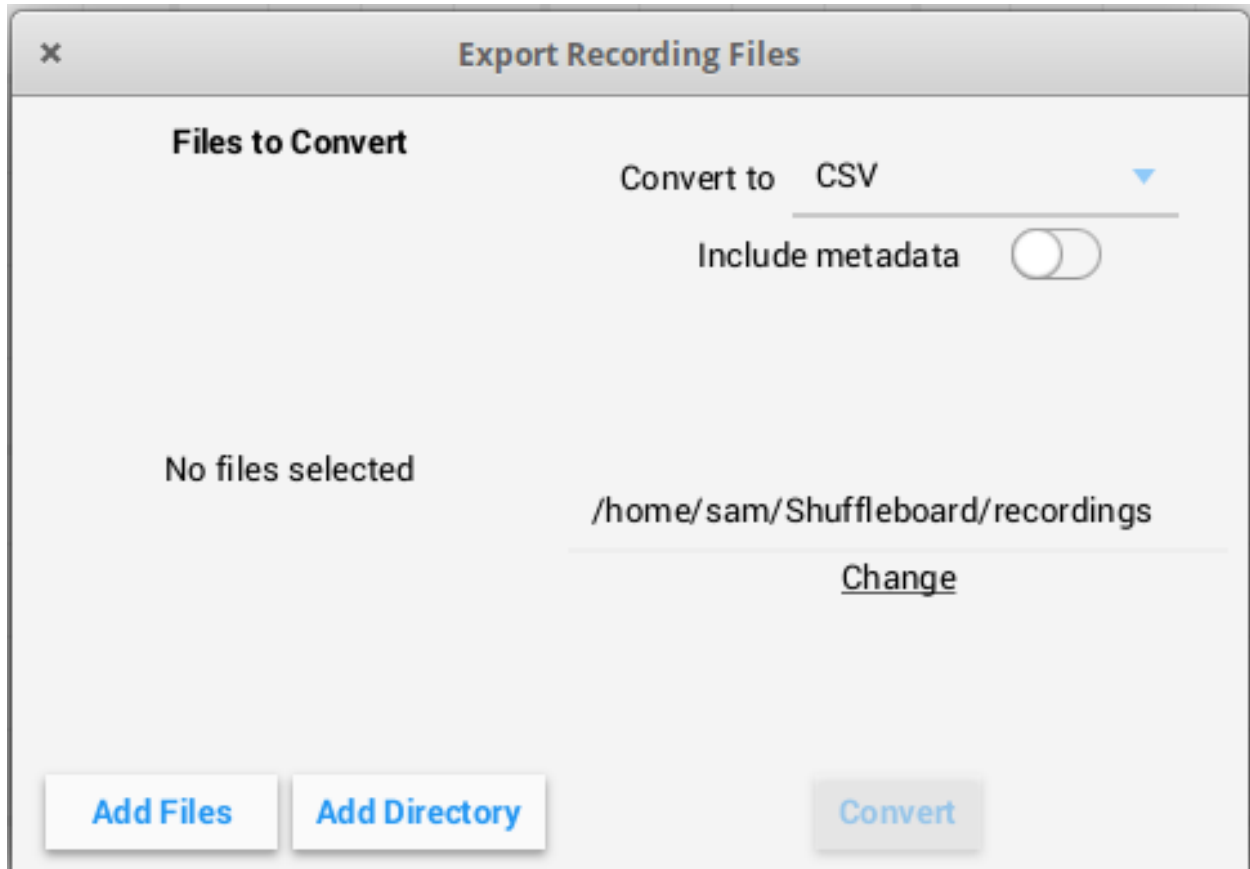 Export Recording Files
Files to Convert
Convert to CSV
Include metadata
No files selected
/home/sam/Shuffleboard/recordings
Change
Add Files Add Directory Convert